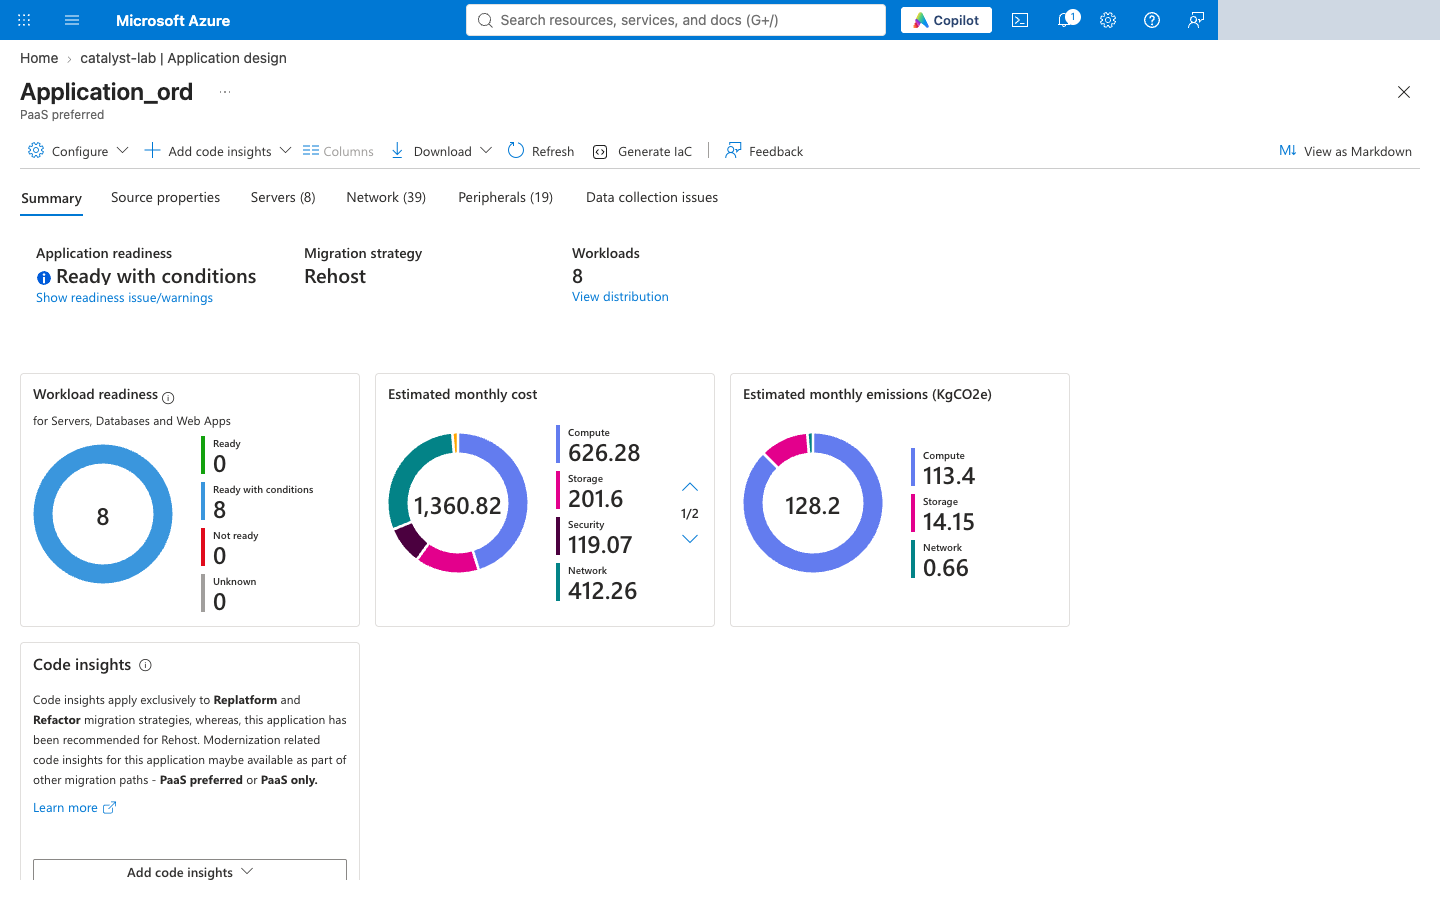 Microsoft Azure
Search resources, services, and docs (G+/)
Copilot
1
Home > catalyst-lab | Application design
Application_ord ...
PaaS preferred
Configure
Add code insights
Columns
Download
Refresh
Generate IaC
Feedback
View as Markdown
Summary
Source properties
Servers (8)
Network (39)
Peripherals (19)
Data collection issues
Application readiness
Ready with conditions
Show readiness issue/warnings
Migration strategy
Rehost
Workloads
8
View distribution
Workload readiness
for Servers, Databases and Web Apps
8
Ready
0
Ready with conditions
8
Not ready
0
Unknown
0
Estimated monthly cost
1,360.82
Compute
626.28
Storage
201.6
Security
119.07
Network
412.26
1/2
Estimated monthly emissions (KgCO2e)
128.2
Compute
113.4
Storage
14.15
Network
0.66
Code insights
Code insights apply exclusively to Replatform and
Refactor migration strategies, whereas, this application has
been recommended for Rehost. Modernization related
code insights for this application maybe available as part of
other migration paths - PaaS preferred or PaaS only.
Learn more
Add code insights